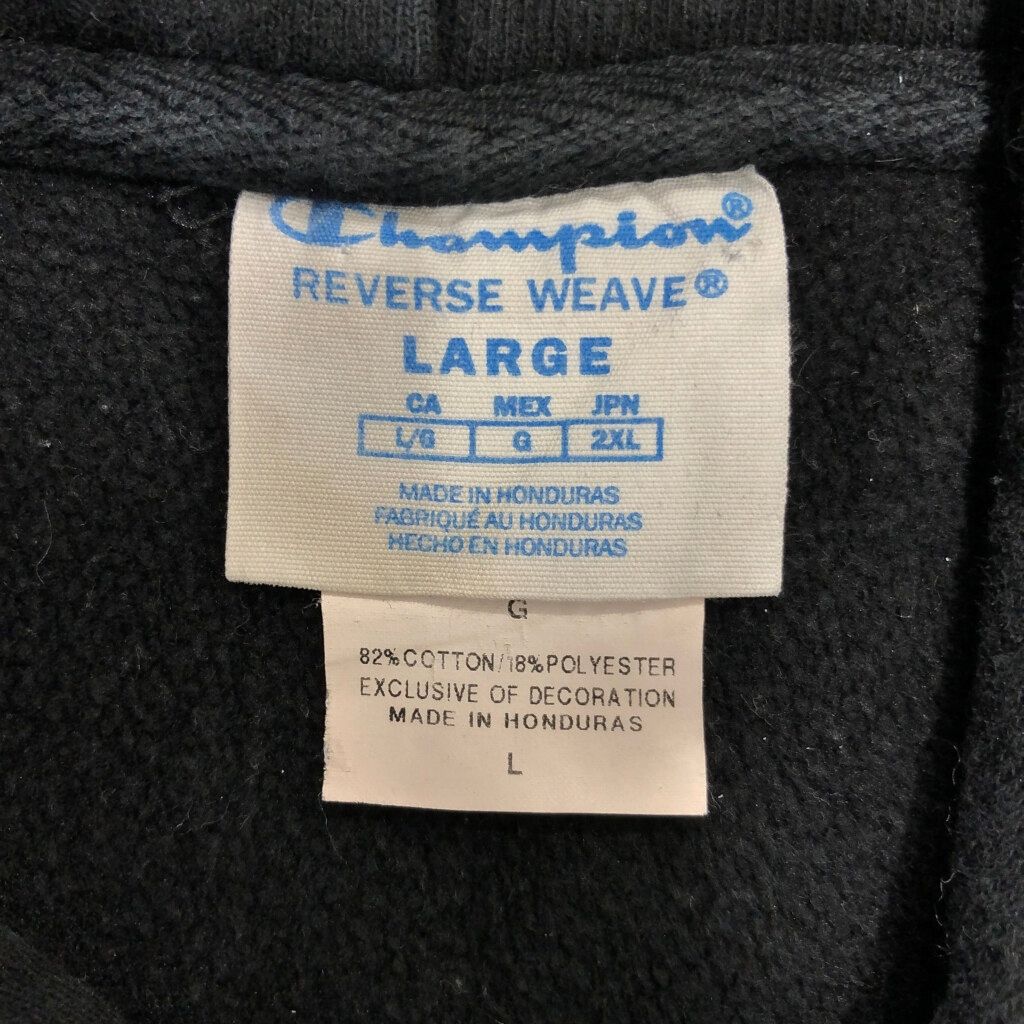 Champion®
REVERSE WEAVE®
LARGE
CA MEX JPN
L/G G 2XL
MADE IN HONDURAS
FABRIQUÉ AU HONDURAS
HECHO EN HONDURAS
G
82% COTTON/18% POLYESTER
EXCLUSIVE OF DECORATION
MADE IN HONDURAS
L